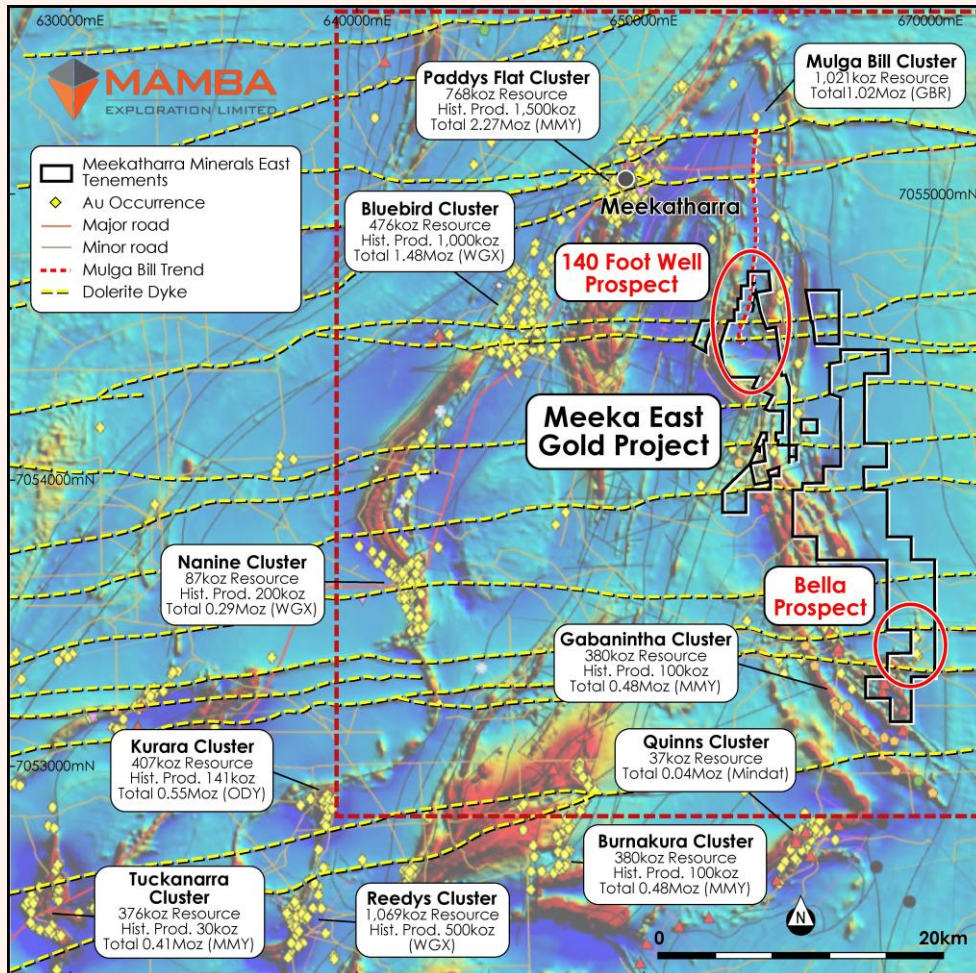 630000mE
640000mE
650000mE
670000mE
MAMBA
EXPLORATION LIMITED
Meekatharra Minerals East
Tenements
Au Occurrence
Major road
Minor road
Mulga Bill Trend
Dolerite Dyke
Paddys Flat Cluster
768koz Resource
Hist. Prod. 1,500koz
Total 2.27Moz (MMY)
Mulga Bill Cluster
1,021koz Resource
Total1.02Moz (GBR)
7055000mN
Meekatharra
Bluebird Cluster
476koz Resource
Hist. Prod. 1,000koz
Total 1.48Moz (WGX)
140 Foot Well
Prospect
Meeka East
Gold Project
7054000mN
Nanine Cluster
87koz Resource
Hist. Prod. 200koz
Total 0.29Moz (WGX)
Bella
Prospect
Gabanintha Cluster
380koz Resource
Hist. Prod. 100koz
Total 0.48Moz (MMY)
7053000mN
Kurara Cluster
407koz Resource
Hist. Prod. 141koz
Total 0.55Moz (ODY)
Quinns Cluster
37koz Resource
Total 0.04Moz (Mindat)
Burnakura Cluster
380koz Resource
Hist. Prod. 100koz
Total 0.48Moz (MMY)
Tuckanarra
Cluster
376koz Resource
Hist. Prod. 30koz
Total 0.41Moz (MMY)
Reedys Cluster
1,069koz Resource
Hist. Prod. 500koz
(WGX)
N
0
20km